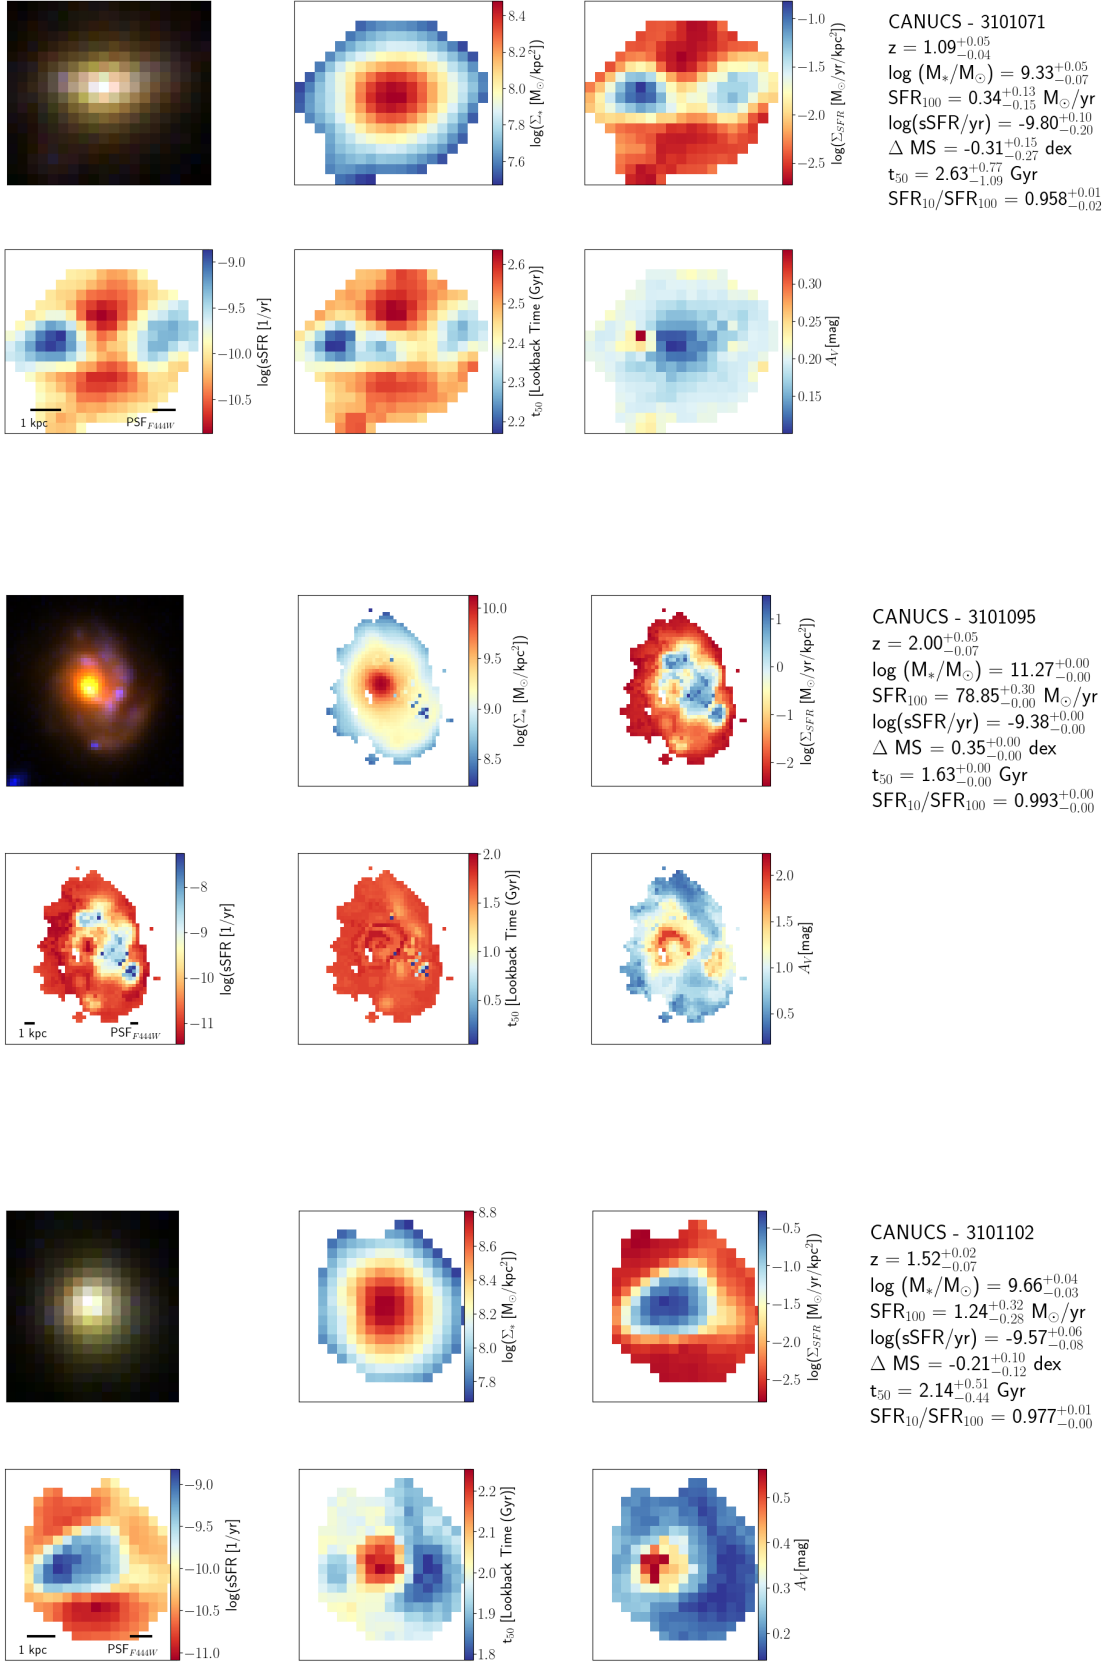 8.4
8.2
8.0
7.8
7.6
log(Σ* [M⊙/kpc²])
−1.0
−1.5
−2.0
−2.5
log(Σ_SFR [M⊙/yr/kpc²])
CANUCS - 3101071
z = 1.09 +0.05 −0.04
log (M*/M⊙) = 9.33 +0.05 −0.07
SFR100 = 0.34 +0.13 −0.15 M⊙/yr
log(sSFR/yr) = -9.80 +0.10 −0.20
Δ MS = -0.31 +0.15 −0.27 dex
t50 = 2.63 +0.77 −1.09 Gyr
SFR10/SFR100 = 0.958 +0.01 −0.02
−9.0
−9.5
−10.0
−10.5
log(sSFR [1/yr])
1 kpc
PSF_F444W
2.6
2.5
2.4
2.3
2.2
t50 [Lookback Time (Gyr)]
0.30
0.25
0.20
0.15
A_V[mag]
10.0
9.5
9.0
8.5
log(Σ* [M⊙/kpc²])
1
0
−1
−2
log(Σ_SFR [M⊙/yr/kpc²])
CANUCS - 3101095
z = 2.00 +0.05 −0.07
log (M*/M⊙) = 11.27 +0.00 −0.00
SFR100 = 78.85 +0.30 −0.00 M⊙/yr
log(sSFR/yr) = -9.38 +0.00 −0.00
Δ MS = 0.35 +0.00 −0.00 dex
t50 = 1.63 +0.00 −0.00 Gyr
SFR10/SFR100 = 0.993 +0.00 −0.00
−8
−9
−10
−11
log(sSFR [1/yr])
1 kpc
PSF_F444W
2.0
1.5
1.0
0.5
t50 [Lookback Time (Gyr)]
2.0
1.5
1.0
0.5
A_V[mag]
8.8
8.6
8.4
8.2
8.0
7.8
log(Σ* [M⊙/kpc²])
−0.5
−1.0
−1.5
−2.0
−2.5
log(Σ_SFR [M⊙/yr/kpc²])
CANUCS - 3101102
z = 1.52 +0.02 −0.07
log (M*/M⊙) = 9.66 +0.04 −0.03
SFR100 = 1.24 +0.32 −0.28 M⊙/yr
log(sSFR/yr) = -9.57 +0.06 −0.08
Δ MS = -0.21 +0.10 −0.12 dex
t50 = 2.14 +0.51 −0.44 Gyr
SFR10/SFR100 = 0.977 +0.01 −0.00
−9.0
−9.5
−10.0
−10.5
−11.0
log(sSFR [1/yr])
1 kpc
PSF_F444W
2.2
2.1
2.0
1.9
1.8
t50 [Lookback Time (Gyr)]
0.5
0.4
0.3
0.2
A_V[mag]